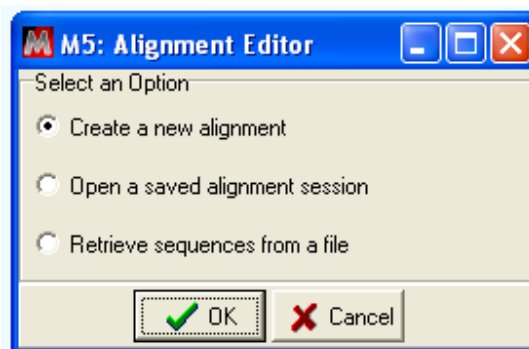 M5: Alignment Editor
Select an Option
Create a new alignment
Open a saved alignment session
Retrieve sequences from a file
OK Cancel